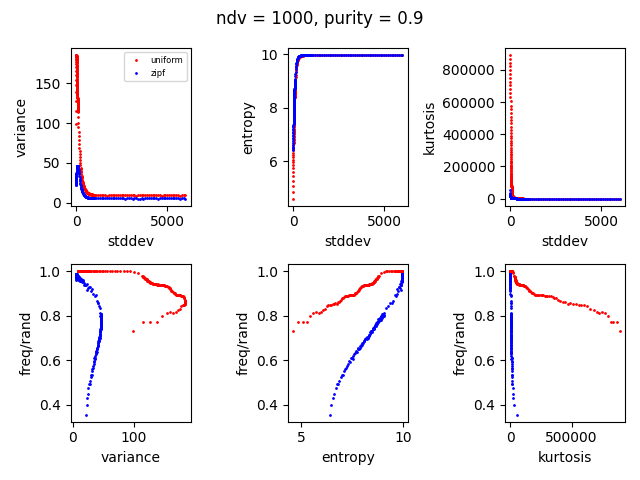 ndv = 1000, purity = 0.9
uniform
zipf
variance
150
100
50
0
0
5000
stddev
entropy
10
8
6
0
5000
stddev
kurtosis
800000
600000
400000
200000
0
0
5000
stddev
freq/rand
1.0
0.8
0.6
0.4
0
100
variance
freq/rand
1.0
0.8
0.6
0.4
5
10
entropy
freq/rand
1.0
0.8
0.6
0.4
0
500000
kurtosis